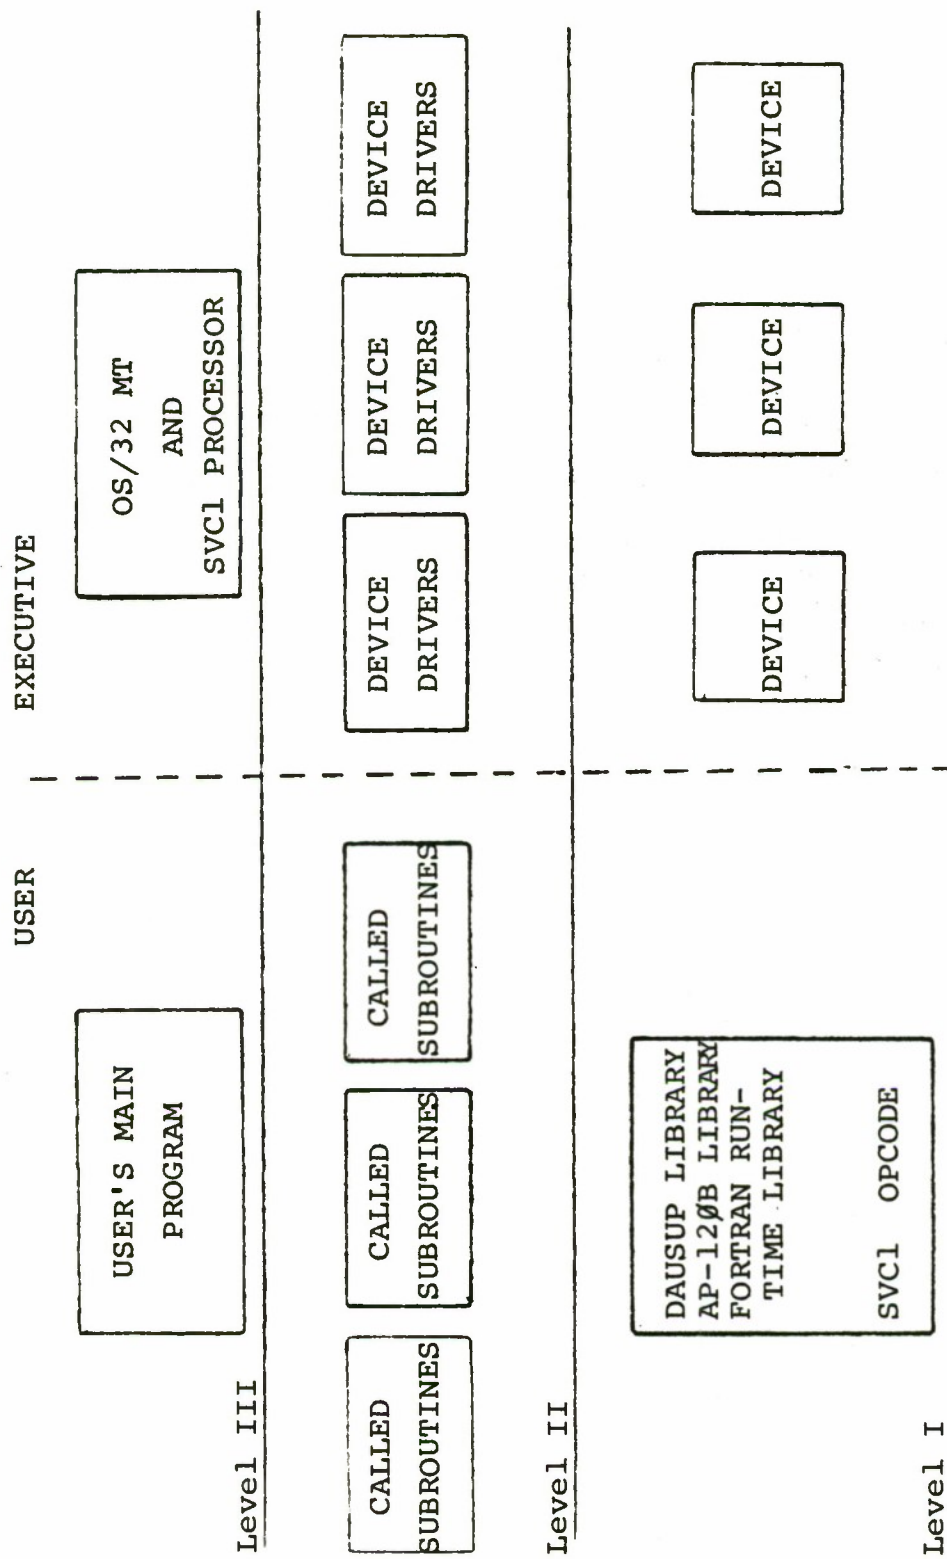 USER
EXECUTIVE
USER'S MAIN
PROGRAM
OS/32 MT
AND
SVC1 PROCESSOR
Level III
CALLED
SUBROUTINES
CALLED
SUBROUTINES
CALLED
SUBROUTINES
DEVICE
DRIVERS
DEVICE
DRIVERS
DEVICE
DRIVERS
Level II
DAUSUP LIBRARY
AP-12ØB LIBRARY
FORTRAN RUN-
TIME LIBRARY
SVC1 OPCODE
DEVICE
DEVICE
DEVICE
Level I